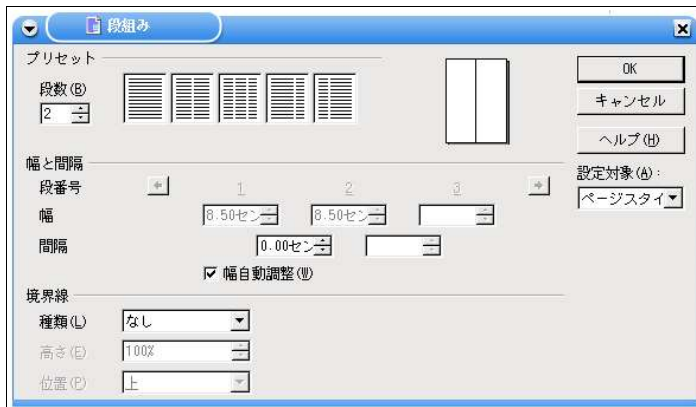 段組み
プリセット
段数(B)
2
OK
キャンセル
ヘルプ(H)
設定対象(A):
ページスタイ
幅と間隔
段番号 1 2 3
幅 8.50セン 8.50セン
間隔 0.00セン
幅自動調整(W)
境界線
種類(L) なし
高さ(E) 100%
位置(P) 上